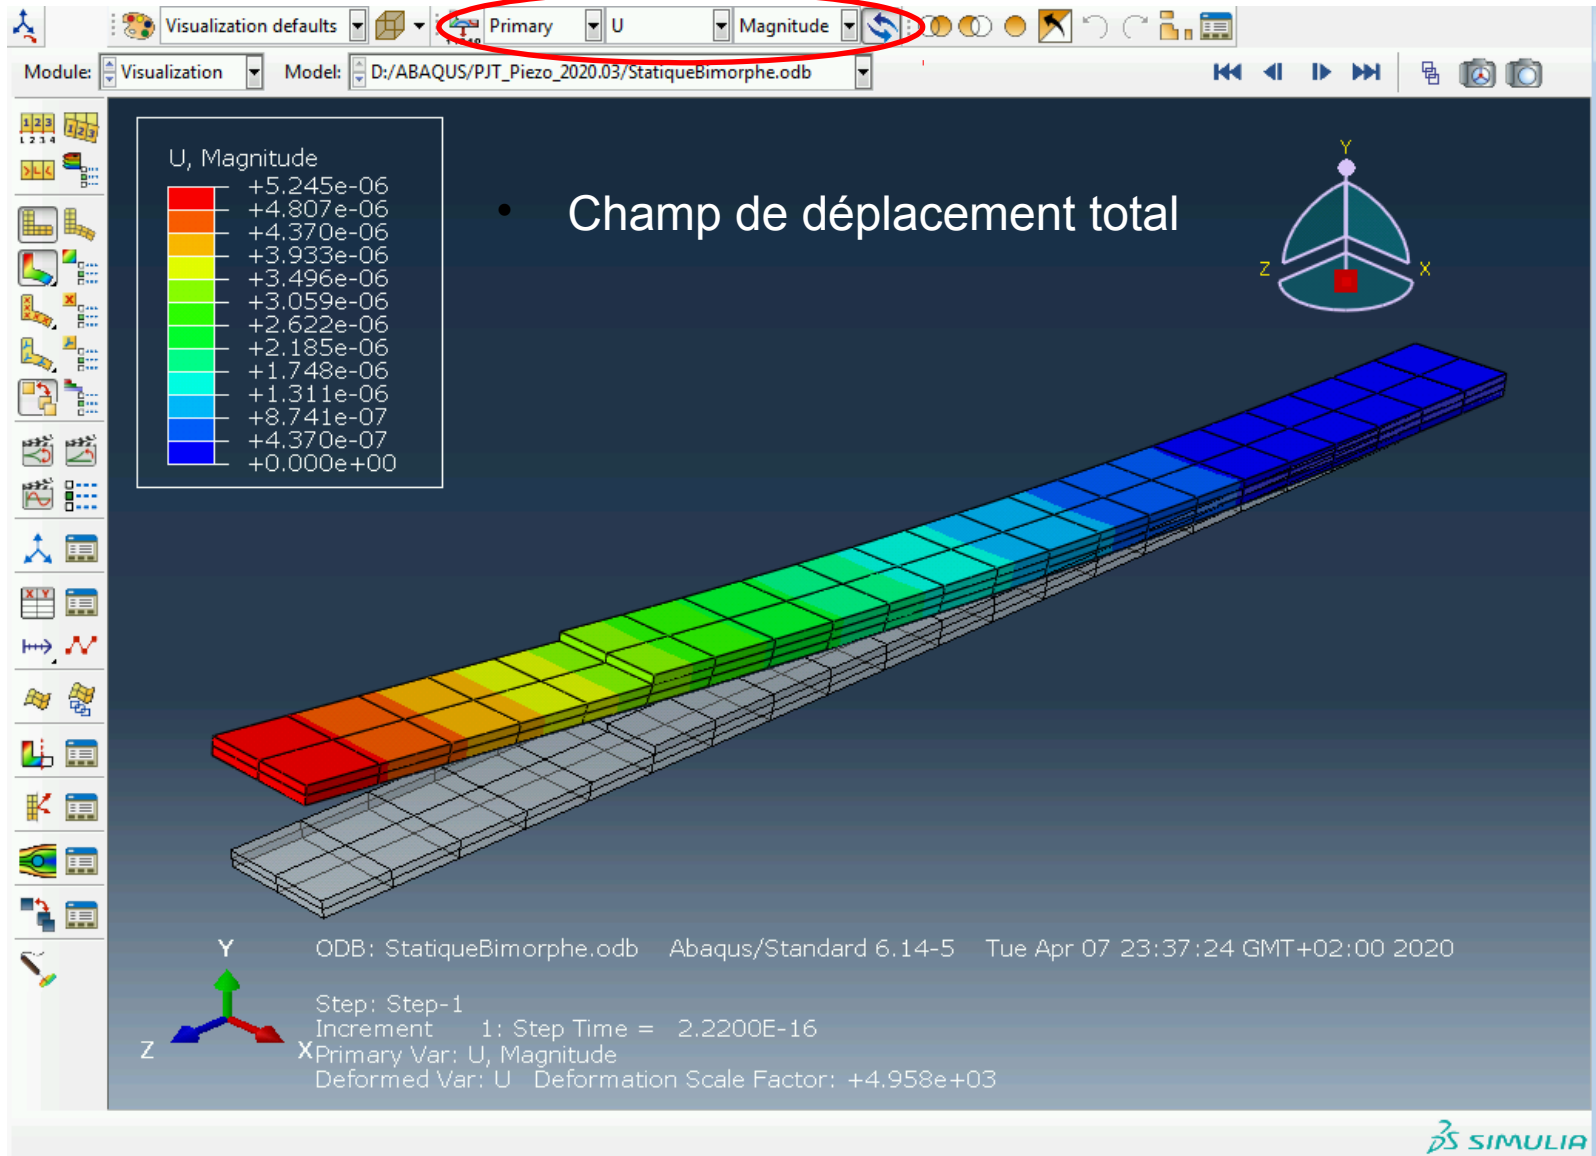 Visualization defaults Primary U Magnitude
Module: Visualization Model: D:/ABAQUS/PJT_Piezo_2020.03/StatiqueBimorphe.odb
U, Magnitude
+5.245e-06
+4.807e-06
+4.370e-06
+3.933e-06
+3.496e-06
+3.059e-06
+2.622e-06
+2.185e-06
+1.748e-06
+1.311e-06
+8.741e-07
+4.370e-07
+0.000e+00
• Champ de déplacement total
Y
Z X
Y
Z X
ODB: StatiqueBimorphe.odb Abaqus/Standard 6.14-5 Tue Apr 07 23:37:24 GMT+02:00 2020
Step: Step-1
Increment 1: Step Time = 2.2200E-16
Primary Var: U, Magnitude
Deformed Var: U Deformation Scale Factor: +4.958e+03
SIMULIA